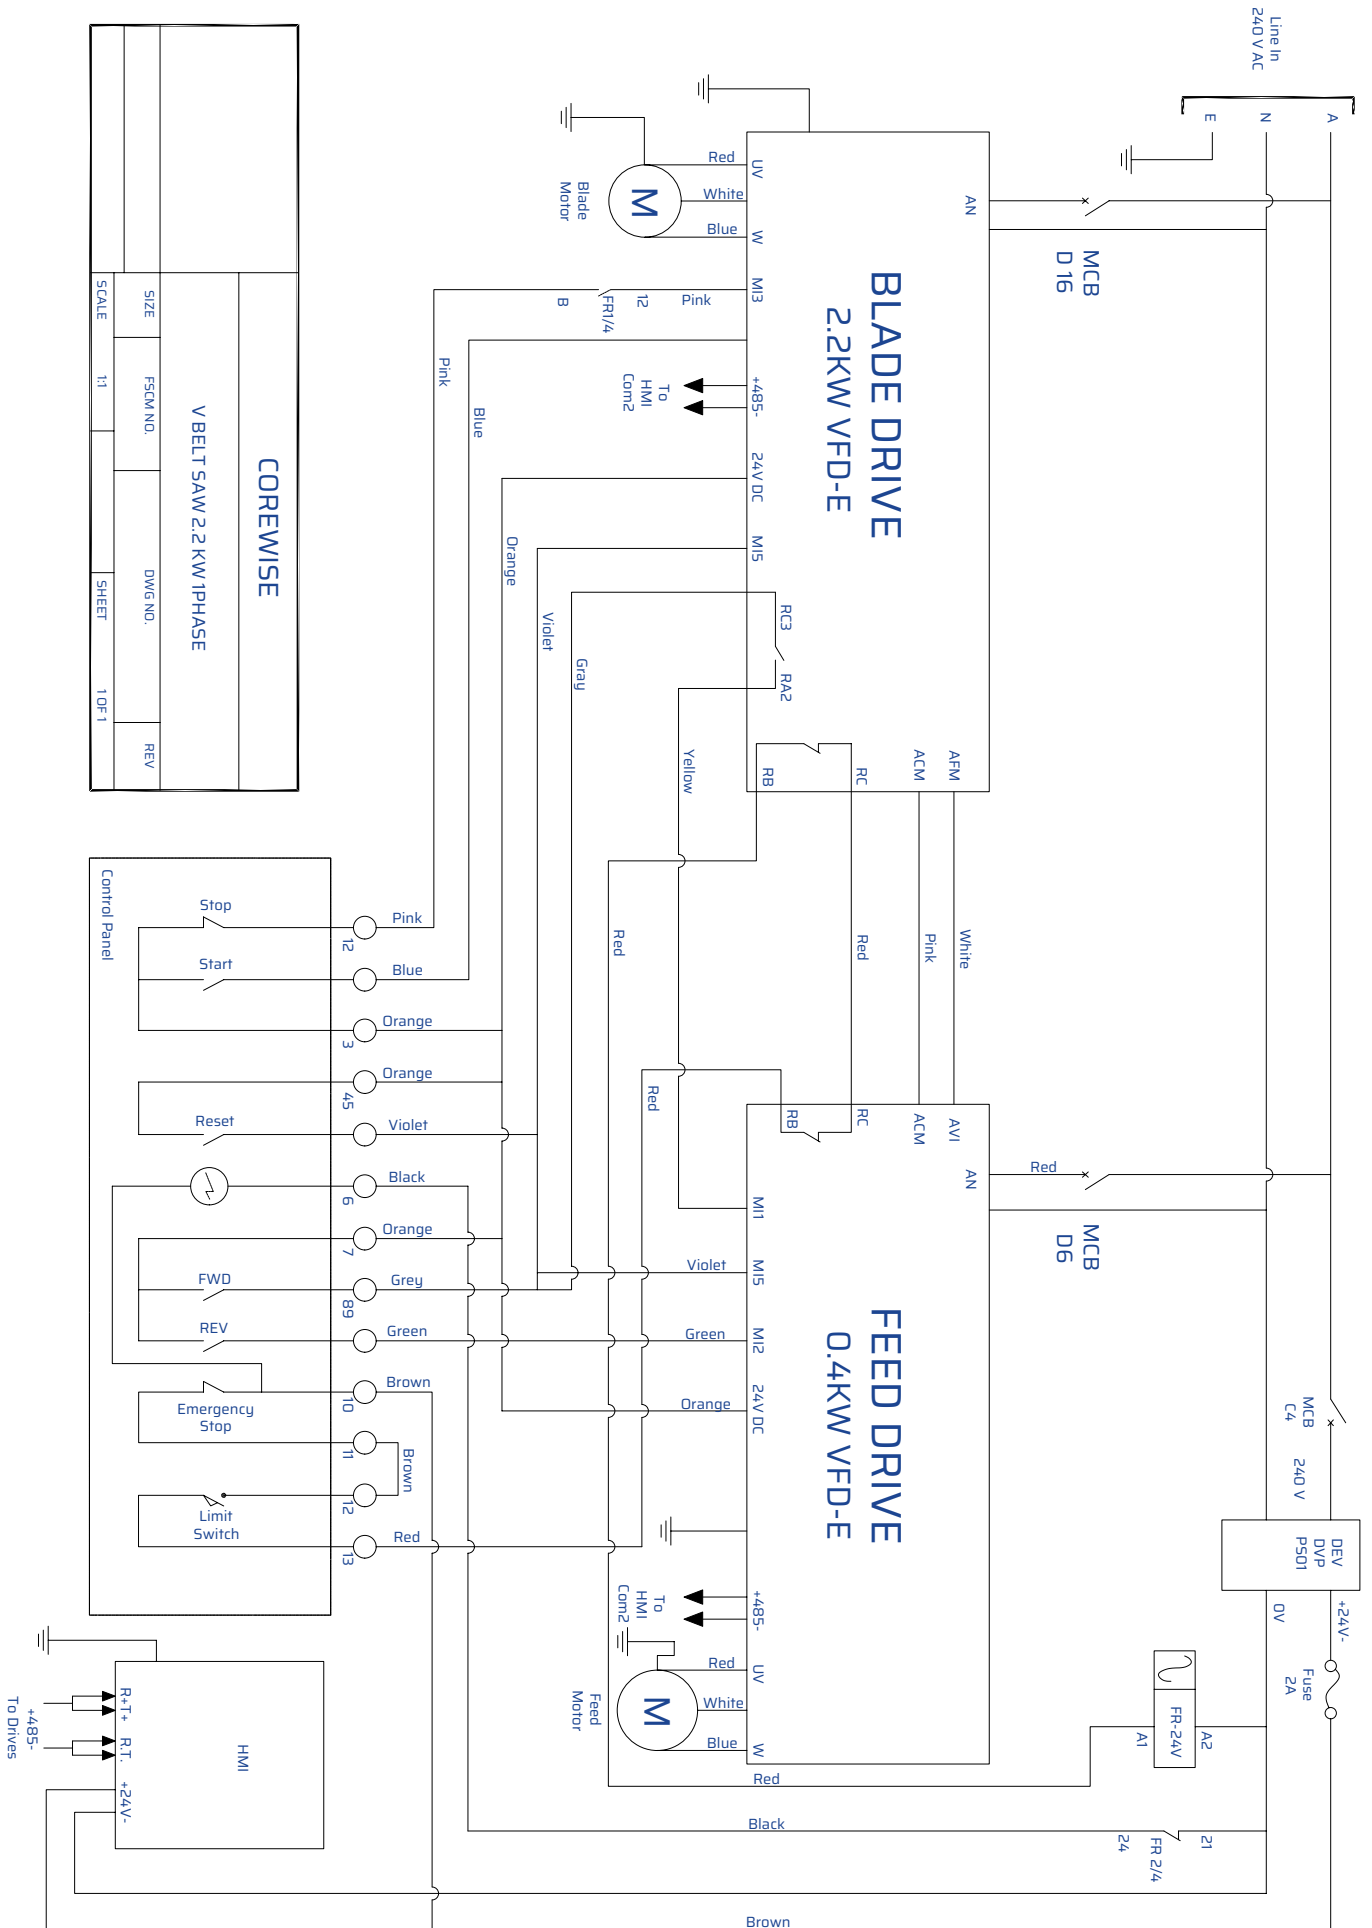 Line In
240 V AC
A
N
E
MCB
D 16
AN
BLADE DRIVE
2.2KW VFD-E
UV
W
MI3
+485-
24V DC
MI5
RC3
RA2
RB
RC
ACM
AFM
Red
White
Blue
M
Blade
Motor
Pink
12
FR1/4
B
To
HMI
Com2
Pink
Blue
Orange
Violet
Gray
Yellow
Red
Red
Pink
White
Red
MCB
D6
Red
AN
FEED DRIVE
0.4KW VFD-E
AVI
ACM
RC
RB
MI1
MI5
MI2
24V DC
+485-
UV
W
Violet
Green
Orange
To
HMI
Com2
Red
White
Blue
M
Feed
Motor
MCB
C4
240 V
DEV
DVP
PS01
+24V-
0V
Fuse
2A
FR-24V
A2
A1
Red
Black
21
FR 2/4
24
Brown
COREWISE
V BELT SAW 2.2 KW 1PHASE
SIZE
FSCM NO.
DWG NO.
REV
SCALE
1:1
SHEET
1 OF 1
Control Panel
Stop
Start
Reset
FWD
REV
Emergency
Stop
Limit
Switch
12
3
45
6
7
89
10
11
12
13
Pink
Blue
Orange
Orange
Violet
Black
Orange
Grey
Green
Brown
Brown
Red
HMI
R+T+
R.T.
+24V-
+485-
To Drives